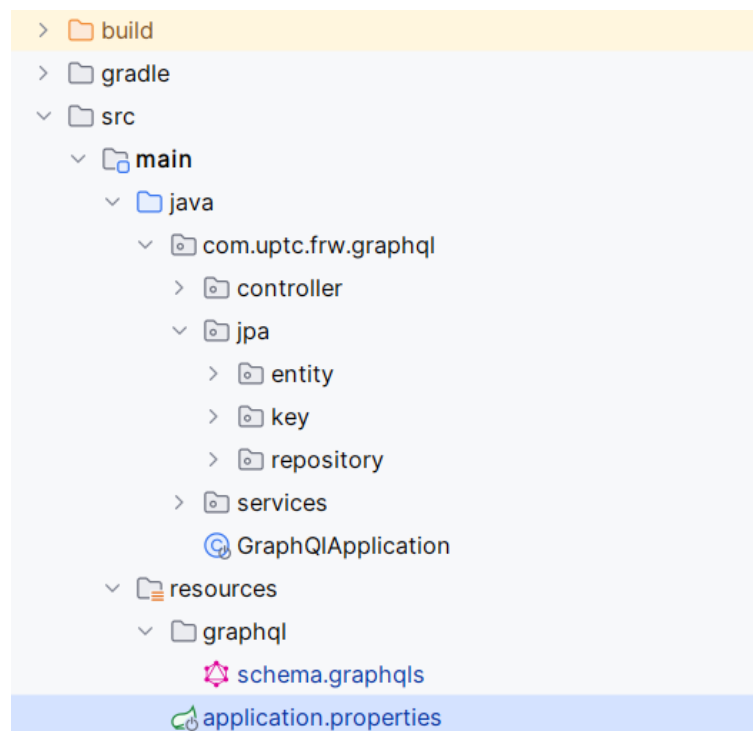 build
gradle
src
main
java
com.uptc.frw.graphql
controller
jpa
entity
key
repository
services
GraphQlApplication
resources
graphql
schema.graphqls
application.properties